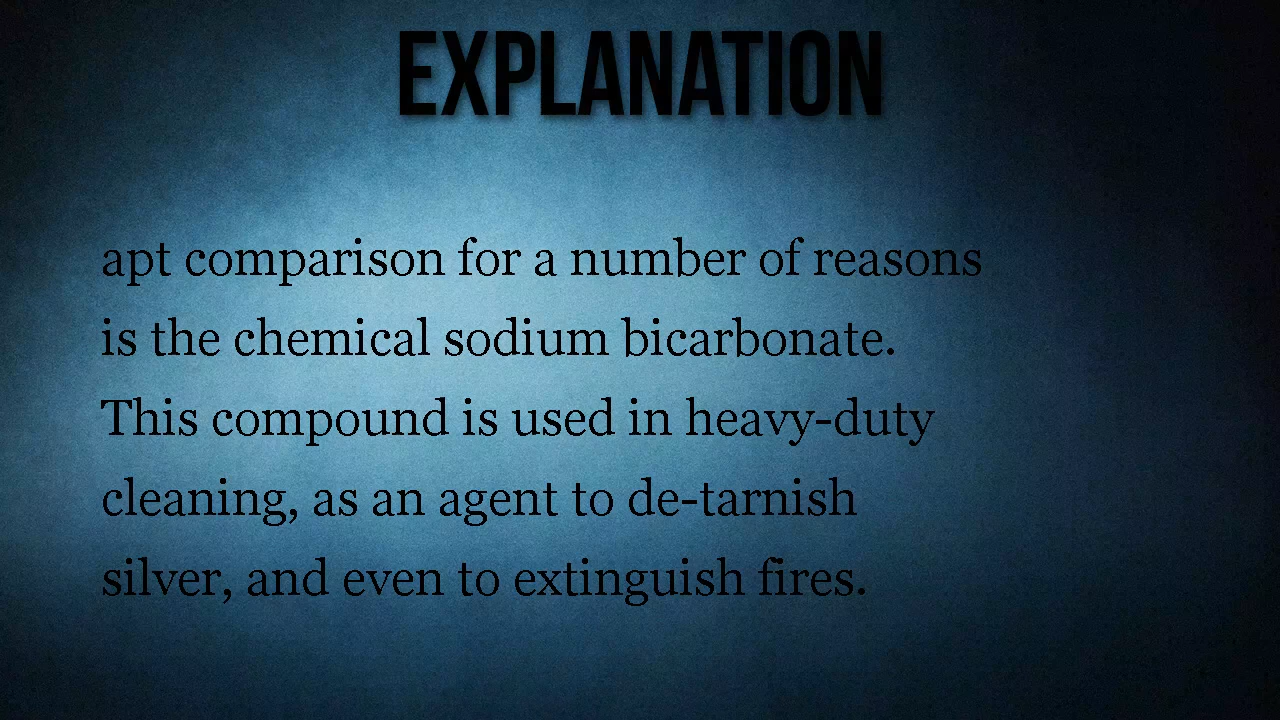 EXPLANATION
apt comparison for a number of reasons
is the chemical sodium bicarbonate.
This compound is used in heavy-duty
cleaning, as an agent to de-tarnish
silver, and even to extinguish fires.